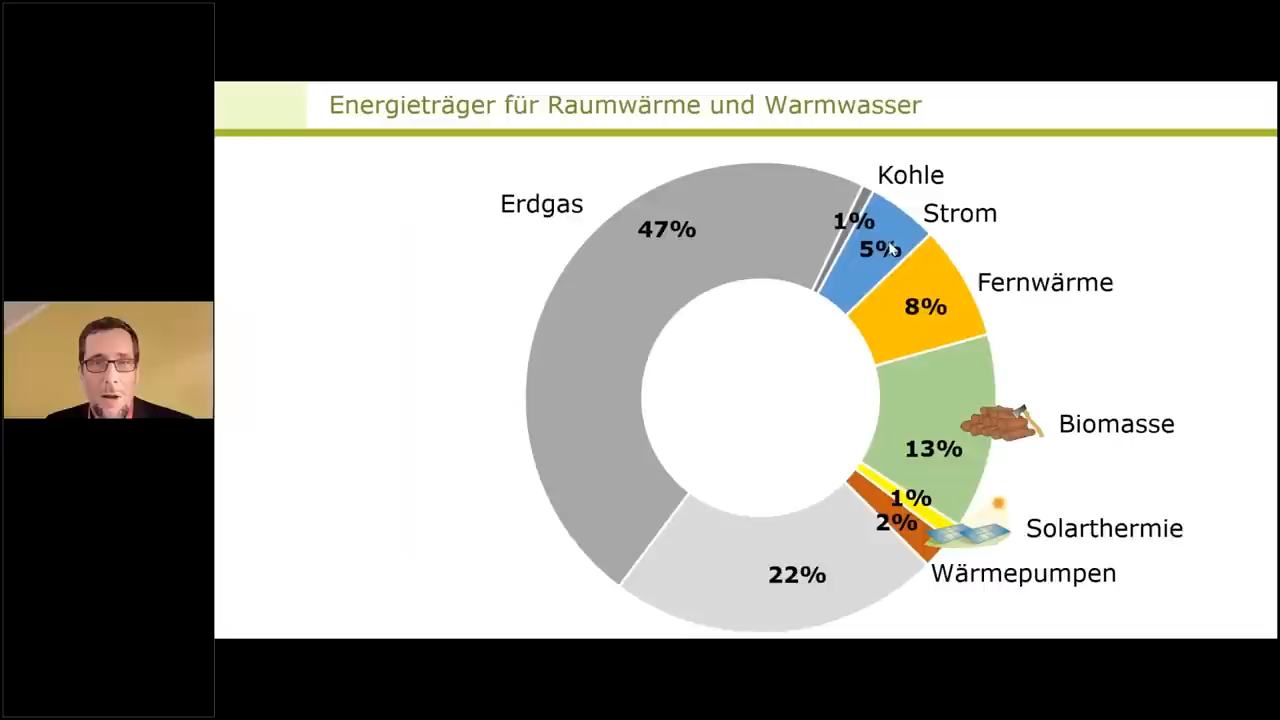 Energieträger für Raumwärme und Warmwasser
Kohle
Erdgas
Strom
1%
47%
5%
Fernwärme
8%
Biomasse
13%
1%
2%
Solarthermie
22%
Wärmepumpen